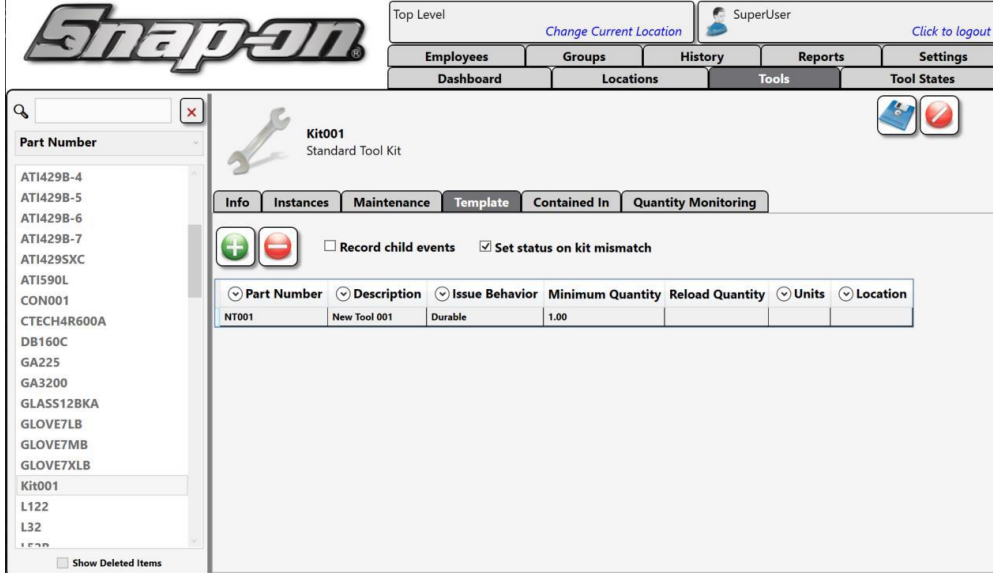 Snap-on®
Top Level
Change Current Location
SuperUser
Click to logout
Employees Groups History Reports Settings
Dashboard Locations Tools Tool States
Part Number
ATI429B-4
ATI429B-5
ATI429B-6
ATI429B-7
ATI429SXC
ATI590L
CON001
CTECH4R600A
DB160C
GA225
GA3200
GLASS12BKA
GLOVE7LB
GLOVE7MB
GLOVE7XLB
Kit001
L122
L32
Show Deleted Items
Kit001
Standard Tool Kit
Info Instances Maintenance Template Contained In Quantity Monitoring
Record child events Set status on kit mismatch
Part Number Description Issue Behavior Minimum Quantity Reload Quantity Units Location
NT001 New Tool 001 Durable 1.00